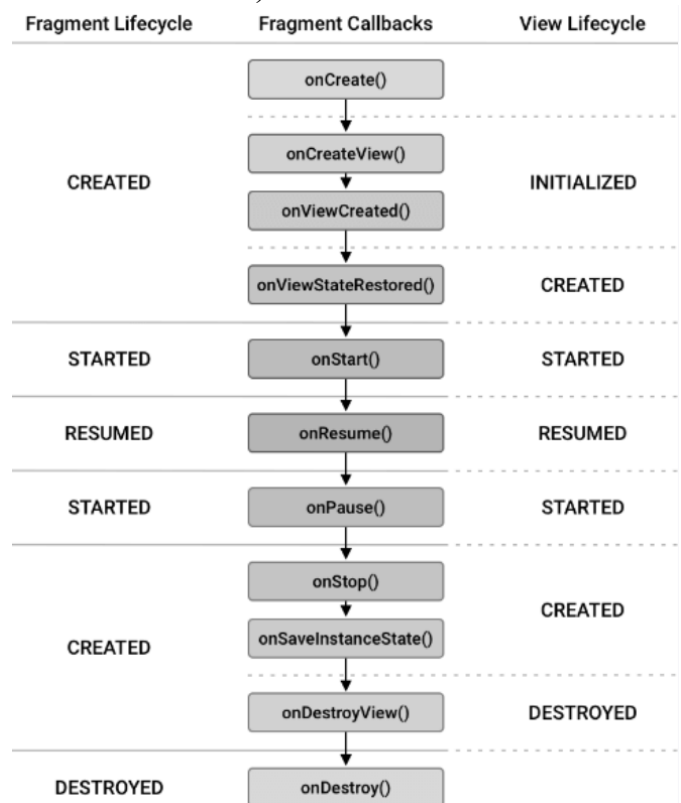 Fragment Lifecycle Fragment Callbacks View Lifecycle
onCreate()
onCreateView()
CREATED INITIALIZED
onViewCreated()
onViewStateRestored() CREATED
STARTED onStart() STARTED
RESUMED onResume() RESUMED
STARTED onPause() STARTED
onStop()
CREATED
onSaveInstanceState()
CREATED
onDestroyView() DESTROYED
DESTROYED onDestroy()